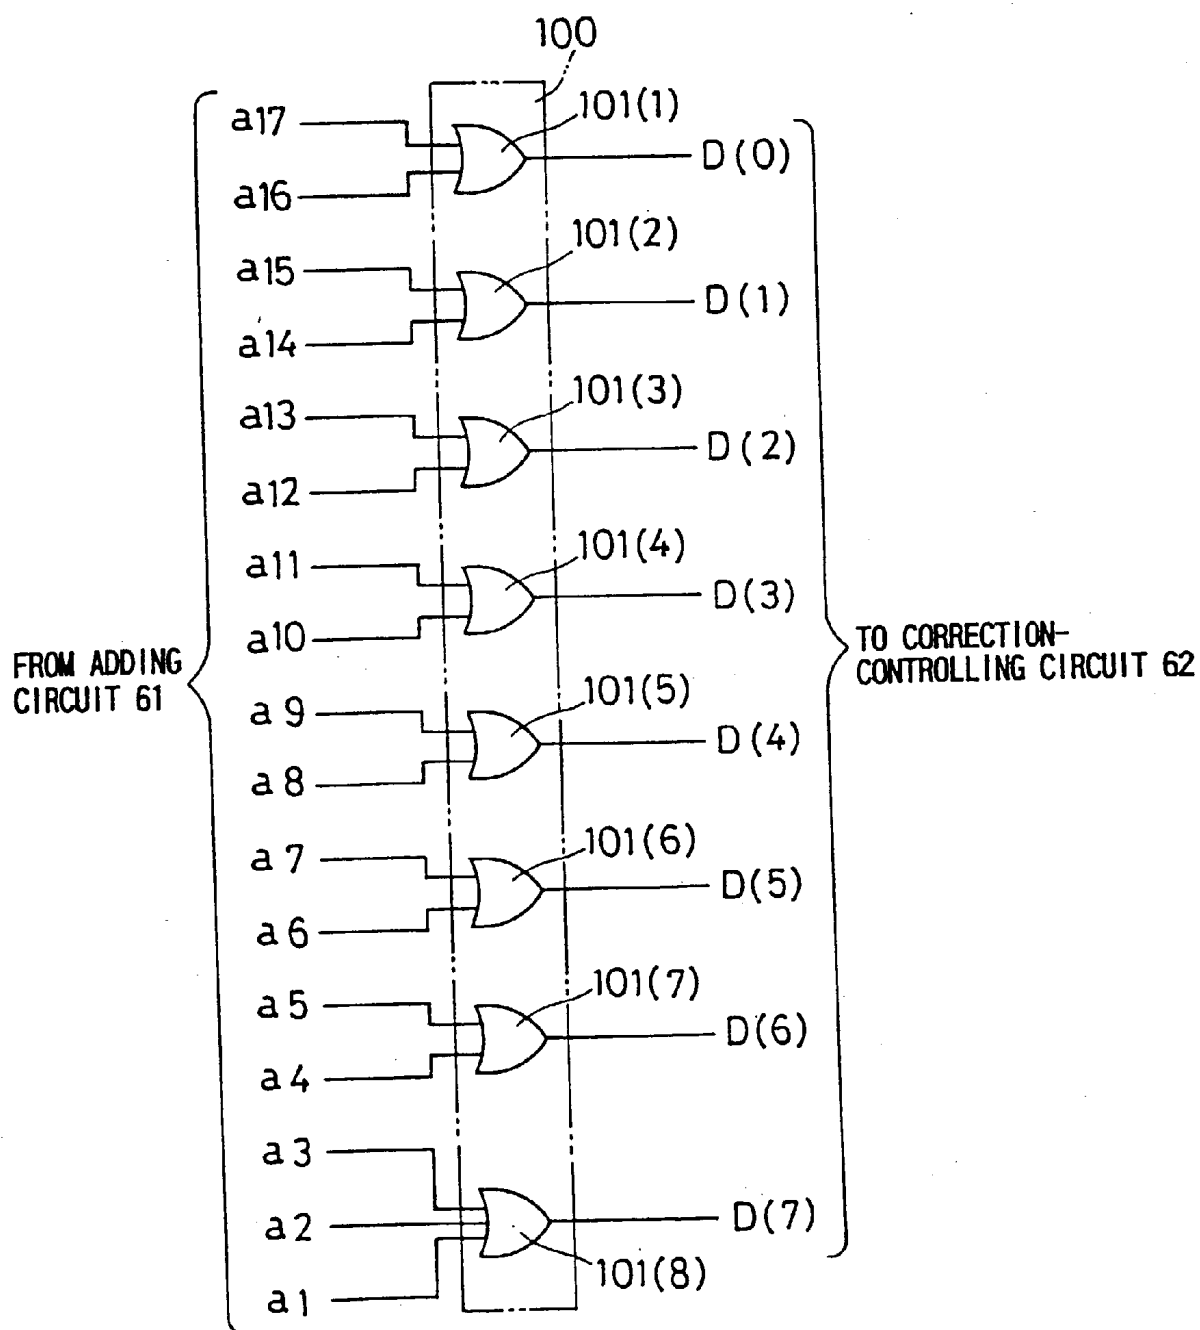 100
101(1)
a17
D(0)
a16
101(2)
a15
D(1)
a14
101(3)
a13
D(2)
a12
101(4)
a11
D(3)
a10
FROM ADDING
CIRCUIT 61
TO CORRECTION-
CONTROLLING CIRCUIT 62
101(5)
a9
D(4)
a8
101(6)
a7
D(5)
a6
101(7)
a5
D(6)
a4
a3
a2
D(7)
101(8)
a1